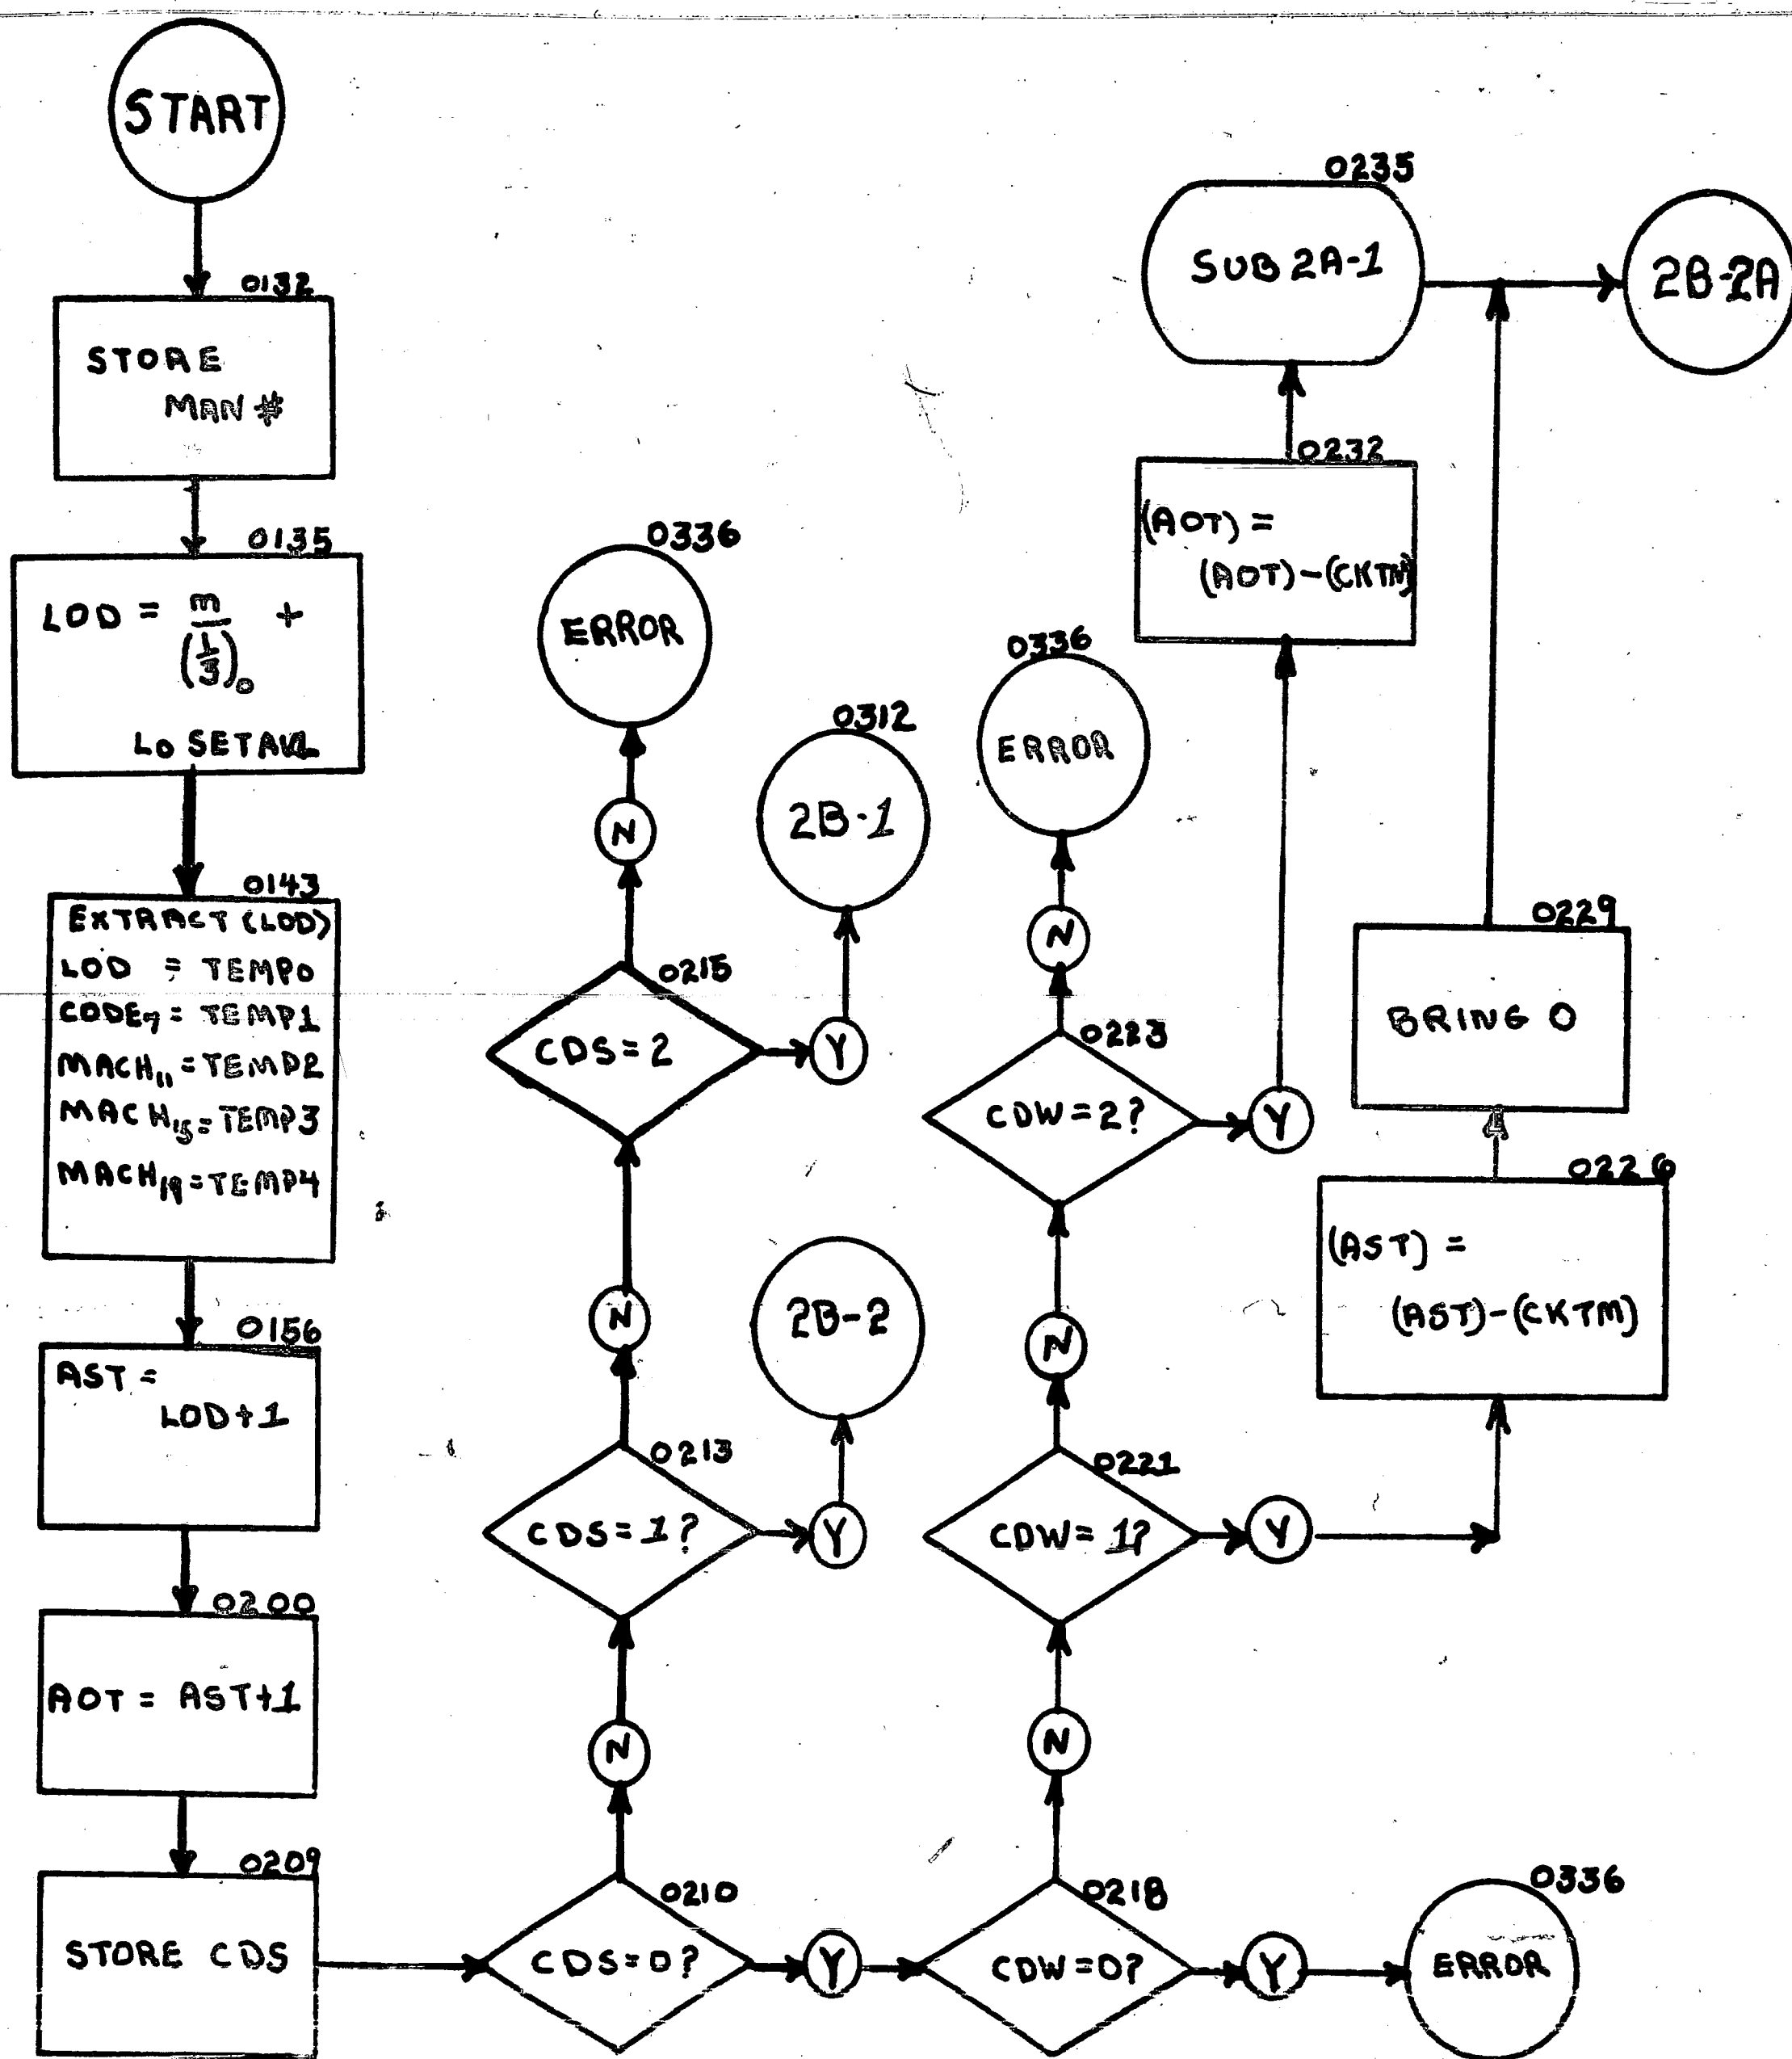 START
0132
STORE
MAN #
0135
LOD = m/(1/3)₀ +
LO SETAVL
0143
EXTRACT (LOD)
LOD = TEMP0
CODE₇ = TEMP1
MACH₁₁ = TEMP2
MACH₁₅ = TEMP3
MACH₁₉ = TEMP4
0156
AST =
LOD+1
0200
AOT = AST+1
0209
STORE CDS
0336
ERROR
N
0312
2B-1
0215
CDS=2
Y
N
2B-2
0213
CDS=1?
Y
N
0210
CDS=0?
Y
0235
SUB 2A-1
2B-2A
0232
(AOT) =
(AOT)-(CKTM)
0336
ERROR
N
0223
CDW=2?
Y
N
0221
CDW=1?
Y
N
0218
CDW=0?
Y
0229
BRING 0
0226
(AST) =
(AST)-(CKTM)
0336
ERROR